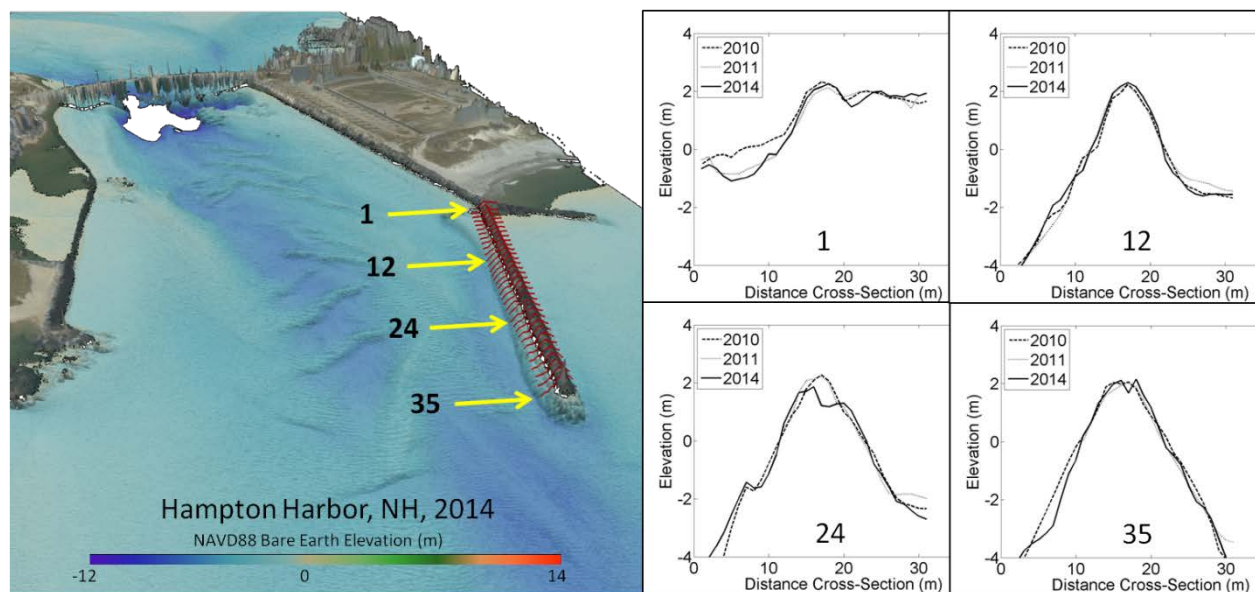 1
12
24
35
Hampton Harbor, NH, 2014
NAVD88 Bare Earth Elevation (m)
-12 0 14
4
2
0
-2
-4
Elevation (m)
2010
2011
2014
1
0 10 20 30
Distance Cross-Section (m)
4
2
0
-2
-4
Elevation (m)
2010
2011
2014
12
0 10 20 30
Distance Cross-Section (m)
4
2
0
-2
-4
Elevation (m)
2010
2011
2014
24
0 10 20 30
Distance Cross-Section (m)
4
2
0
-2
-4
Elevation (m)
2010
2011
2014
35
0 10 20 30
Distance Cross-Section (m)